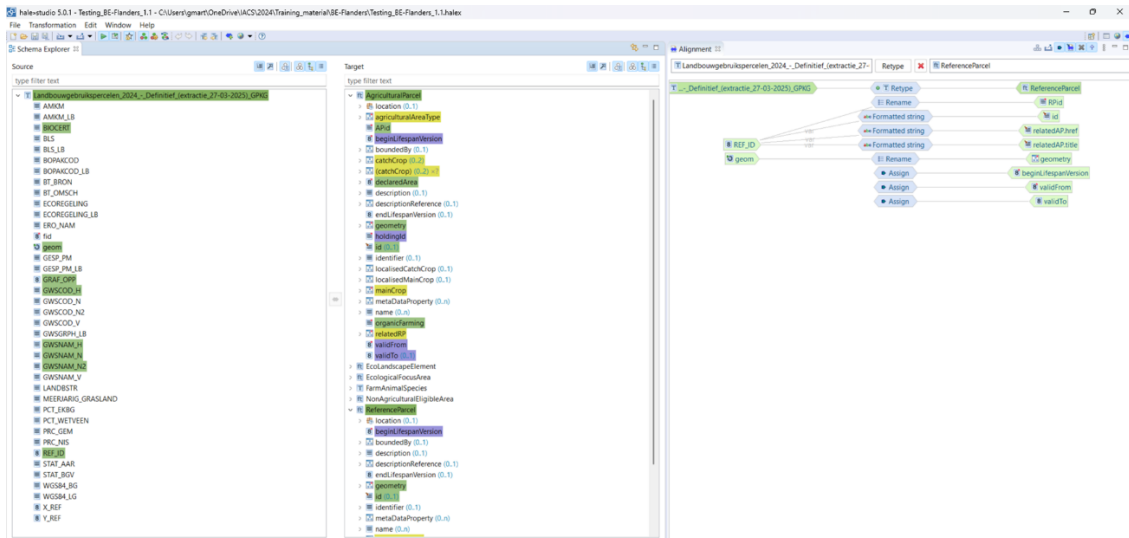 hale»studio 5.0.1 - Testing_BE-Flanders_1.1 - C:\Users\gmart\OneDrive\IACS\2024\Training_material\BE-Flanders\Testing_BE-Flanders_1.1.halex
File Transformation Edit Window Help
Schema Explorer
Source
type filter text
Landbouwgebruikspercelen_2024_-_Definitief_(extractie_27-03-2025)_GPKG
AMKM
AMKM_LB
BIOCERT
BLS
BLS_LB
BOPAKCOD
BOPAKCOD_LB
BT_BRON
BT_OMSCH
ECOREGELING
ECOREGELING_LB
ERO_NAM
fid
geom
GESP_PM
GESP_PM_LB
GRAF_OPP
GWSCOD_H
GWSCOD_N
GWSCOD_N2
GWSCOD_V
GWSGRPH_LB
GWSNAM_H
GWSNAM_N
GWSNAM_N2
GWSNAM_V
LANDBSTR
MEERJARIG_GRASLAND
PCT_EKBG
PCT_WETVEEN
PRC_GEM
PRC_NIS
REF_ID
STAT_AAR
STAT_BGV
WGS84_BG
WGS84_LG
X_REF
Y_REF
Target
type filter text
AgriculturalParcel
location (0..1)
agriculturalAreaType
APid
beginLifespanVersion
boundedBy (0..1)
catchCrop (0..2)
(catchCrop) (0..2)
declaredArea
description (0..1)
descriptionReference (0..1)
endLifespanVersion (0..1)
geometry
holdingId
id (0..1)
identifier (0..1)
localisedCatchCrop (0..1)
localisedMainCrop (0..1)
mainCrop
metaDataProperty (0..n)
name (0..n)
organicFarming
relatedRP
validFrom
validTo (0..1)
EcoLandscapeElement
EcologicalFocusArea
FarmAnimalSpecies
NonAgriculturalEligibleArea
ReferenceParcel
location (0..1)
beginLifespanVersion
boundedBy (0..1)
description (0..1)
descriptionReference (0..1)
endLifespanVersion (0..1)
geometry
id (0..1)
identifier (0..1)
metaDataProperty (0..n)
name (0..n)
Alignment
Landbouwgebruikspercelen_2024_-_Definitief_(extractie_27- Retype ReferenceParcel
..._-_Definitief_(extractie_27-03-2025)_GPKG Retype ReferenceParcel
Rename RPid
Formatted string id
Formatted string relatedAP.href
REF_ID Formatted string relatedAP.title
geom Rename geometry
Assign beginLifespanVersion
Assign validFrom
Assign validTo